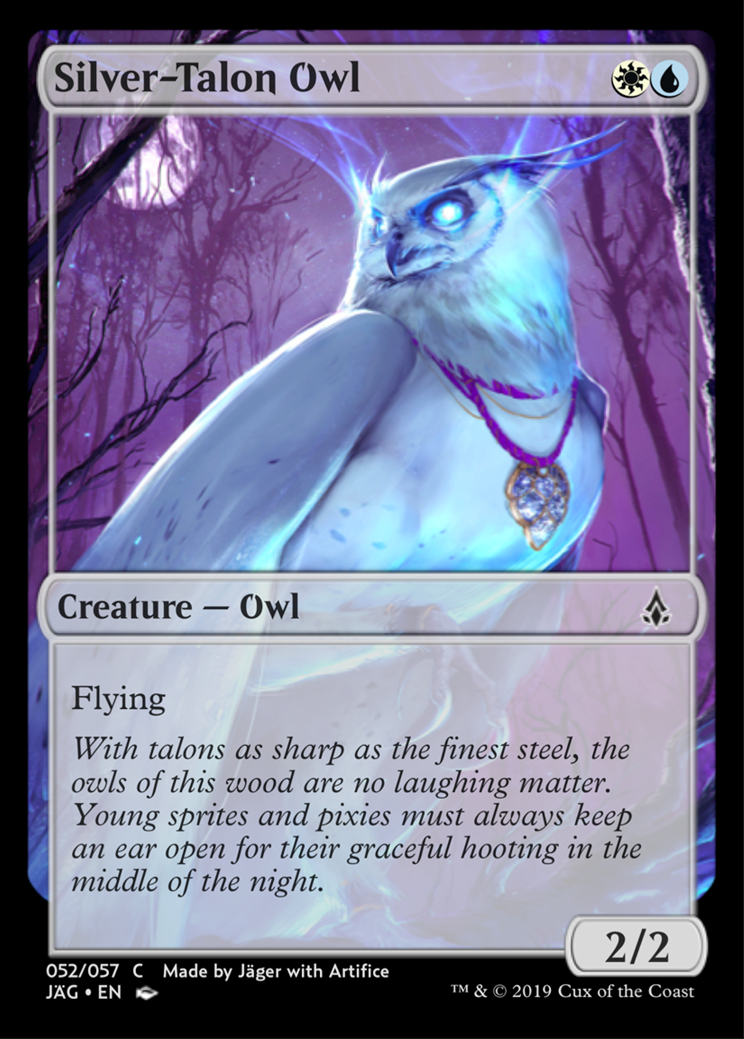 Silver-Talon Owl
Creature — Owl
Flying
With talons as sharp as the finest steel, the
owls of this wood are no laughing matter.
Young sprites and pixies must always keep
an ear open for their graceful hooting in the
middle of the night.
2/2
052/057 C Made by Jäger with Artifice
JÄG • EN
™ & © 2019 Cux of the Coast